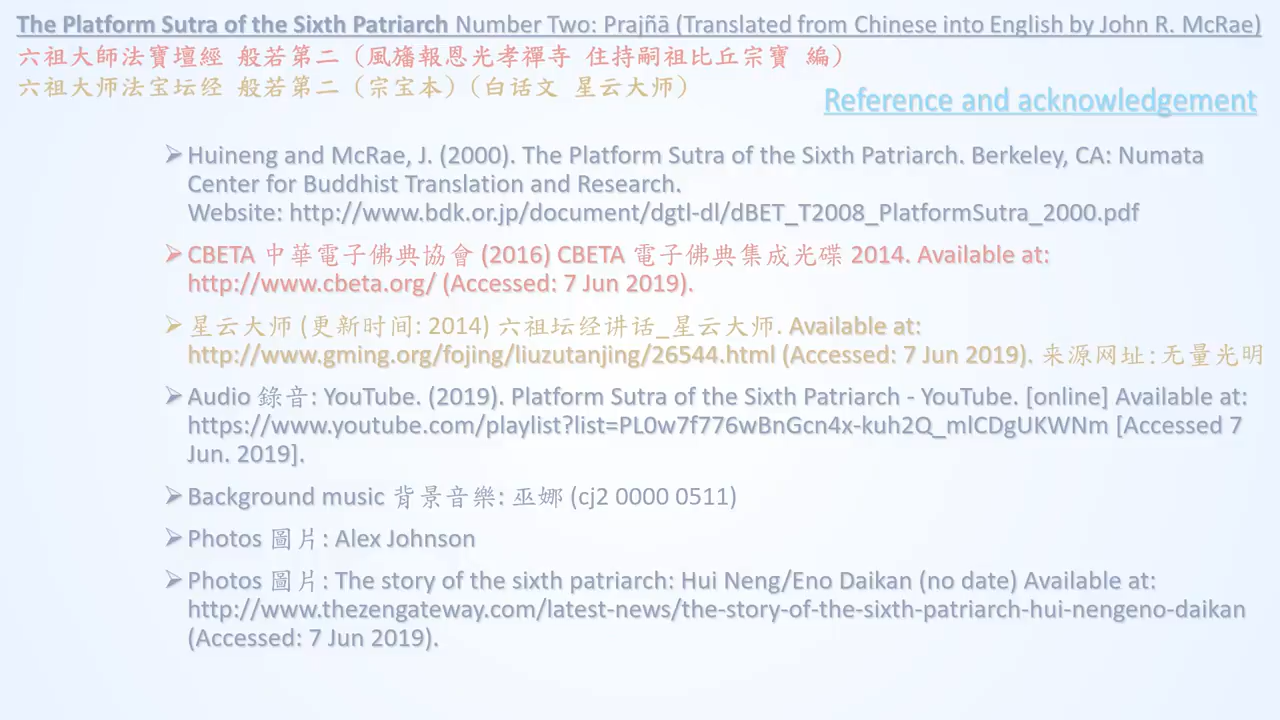 The Platform Sutra of the Sixth Patriarch Number Two: Prajñā (Translated from Chinese into English by John R. McRae)
六祖大師法寶壇經 般若第二（風旛報恩光孝禪寺 住持嗣祖比丘宗寶 編）
六祖大师法宝坛经 般若第二（宗宝本）（白话文 星云大师）
Reference and acknowledgement
➢ Huineng and McRae, J. (2000). The Platform Sutra of the Sixth Patriarch. Berkeley, CA: Numata
Center for Buddhist Translation and Research.
Website: http://www.bdk.or.jp/document/dgtl-dl/dBET_T2008_PlatformSutra_2000.pdf
➢ CBETA 中華電子佛典協會 (2016) CBETA 電子佛典集成光碟 2014. Available at:
http://www.cbeta.org/ (Accessed: 7 Jun 2019).
➢ 星云大师 (更新时间: 2014) 六祖坛经讲话_星云大师. Available at:
http://www.gming.org/fojing/liuzutanjing/26544.html (Accessed: 7 Jun 2019). 来源网址:无量光明
➢ Audio 錄音: YouTube. (2019). Platform Sutra of the Sixth Patriarch - YouTube. [online] Available at:
https://www.youtube.com/playlist?list=PL0w7f776wBnGcn4x-kuh2Q_mlCDgUKWNm [Accessed 7
Jun. 2019].
➢ Background music 背景音樂: 巫娜 (cj2 0000 0511)
➢ Photos 圖片: Alex Johnson
➢ Photos 圖片: The story of the sixth patriarch: Hui Neng/Eno Daikan (no date) Available at:
http://www.thezengateway.com/latest-news/the-story-of-the-sixth-patriarch-hui-nengeno-daikan
(Accessed: 7 Jun 2019).